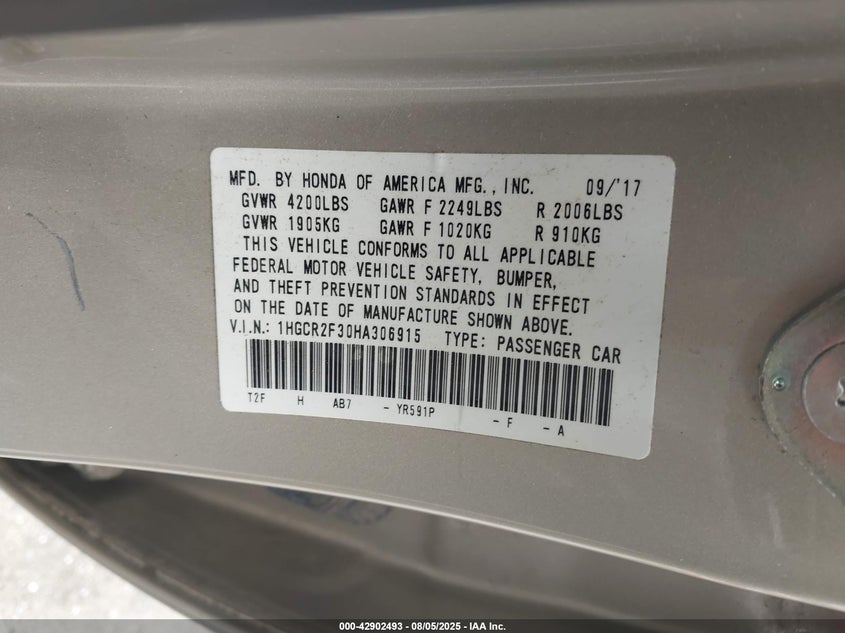 MFD. BY HONDA OF AMERICA MFG., INC. 09/'17
GVWR 4200LBS GAWR F 2249LBS R 2006LBS
GVWR 1905KG GAWR F 1020KG R 910KG
THIS VEHICLE CONFORMS TO ALL APPLICABLE
FEDERAL MOTOR VEHICLE SAFETY, BUMPER,
AND THEFT PREVENTION STANDARDS IN EFFECT
ON THE DATE OF MANUFACTURE SHOWN ABOVE.
V.I.N.: 1HGCR2F30HA306915 TYPE: PASSENGER CAR
T2F H AB7 - YR591P - F - A
000-42902493 - 08/05/2025 - IAA Inc.